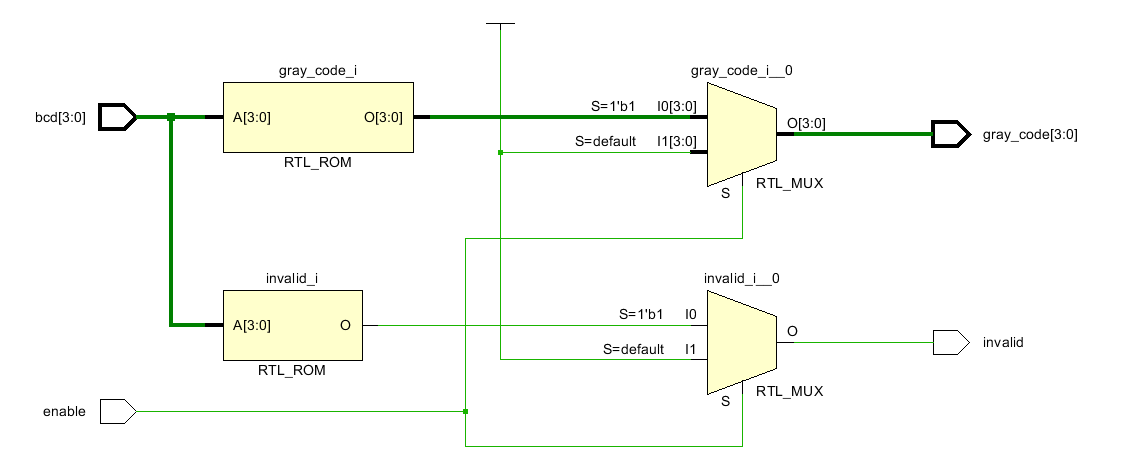 gray_code_i
gray_code_i__0
bcd[3:0]
A[3:0]
O[3:0]
S=1'b1
I0[3:0]
O[3:0]
gray_code[3:0]
S=default
I1[3:0]
RTL_ROM
S
RTL_MUX
invalid_i
invalid_i__0
A[3:0]
O
S=1'b1
I0
O
invalid
S=default
I1
RTL_ROM
S
RTL_MUX
enable